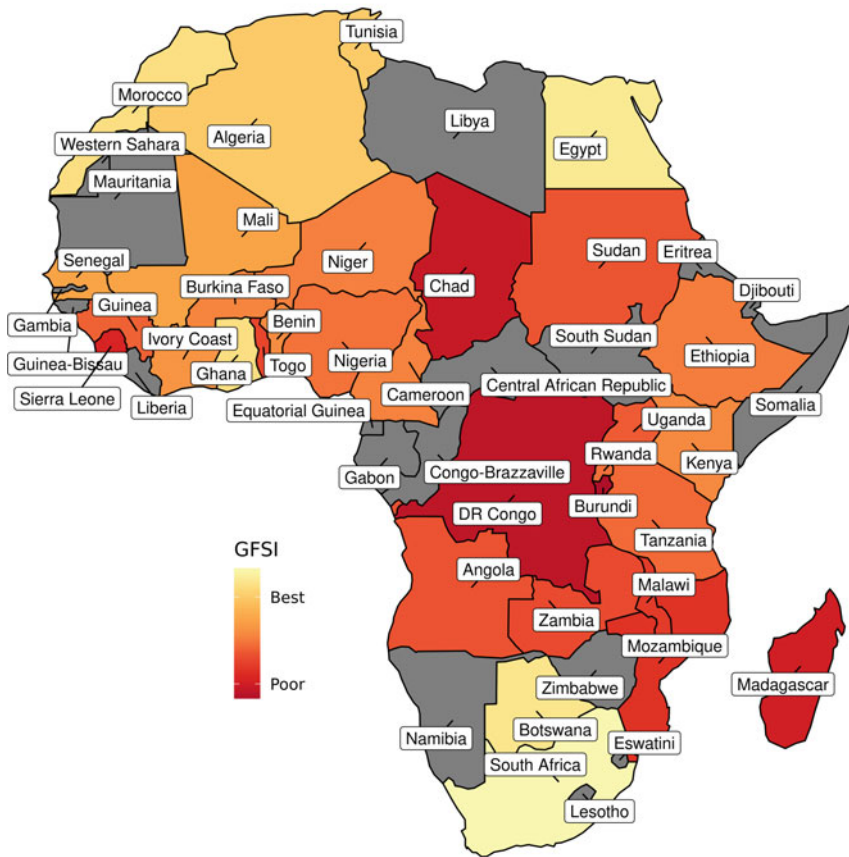 Tunisia
Morocco
Libya
Algeria
Western Sahara
Egypt
Mauritania
Mali
Sudan
Eritrea
Senegal
Niger
Chad
Burkina Faso
Djibouti
Guinea
Gambia
Benin
South Sudan
Ivory Coast
Ethiopia
Guinea-Bissau
Nigeria
Ghana
Togo
Central African Republic
Cameroon
Sierra Leone
Somalia
Liberia
Equatorial Guinea
Uganda
Rwanda
Kenya
Gabon
Congo-Brazzaville
Burundi
DR Congo
Tanzania
GFSI
Angola
Malawi
Best
Zambia
Mozambique
Poor
Zimbabwe
Madagascar
Botswana
Namibia
Eswatini
South Africa
Lesotho